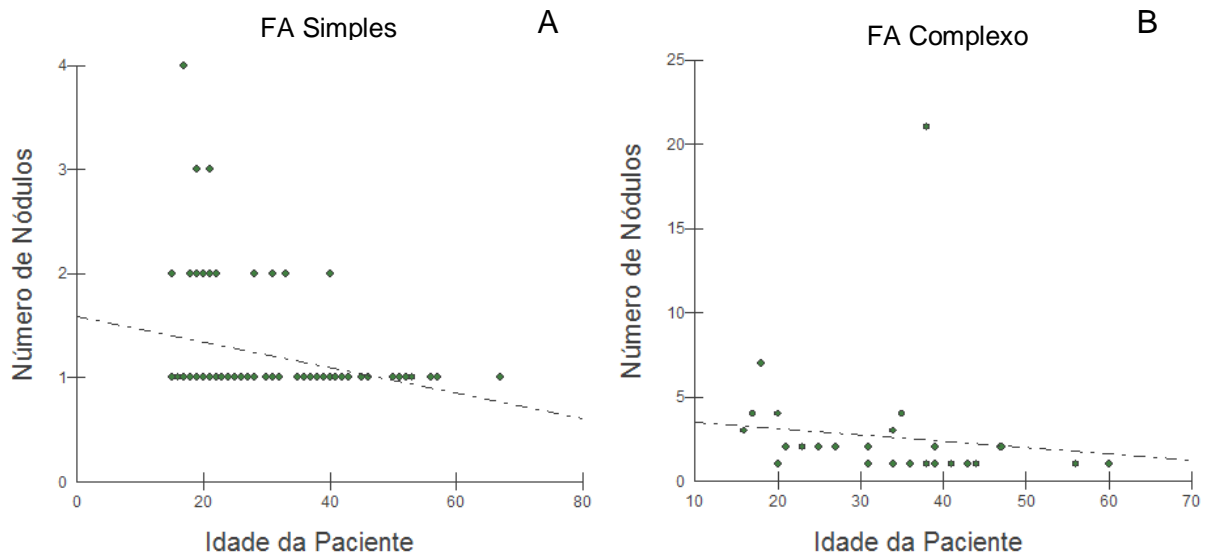 FA Simples
A
4
3
2
1
0
Número de Nódulos
0 20 40 60 80
Idade da Paciente
FA Complexo
B
25
20
15
10
5
0
Número de Nódulos
10 20 30 40 50 60 70
Idade da Paciente